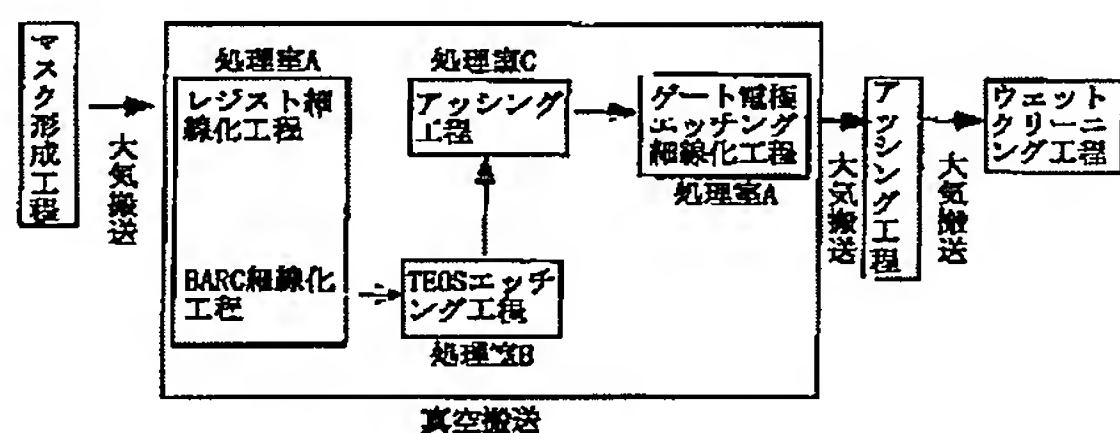 マスク形成工程
大気搬送
処理室A
レジスト細
線化工程
BARC細線化
工程
TEOSエッチ
ング工程
処理室B
処理室C
アッシング
工程
ゲート電極
エッチング
細線化工程
処理室A
真空搬送
大気搬送
アッシング工程
大気搬送
ウェット
クリーニ
ング工程